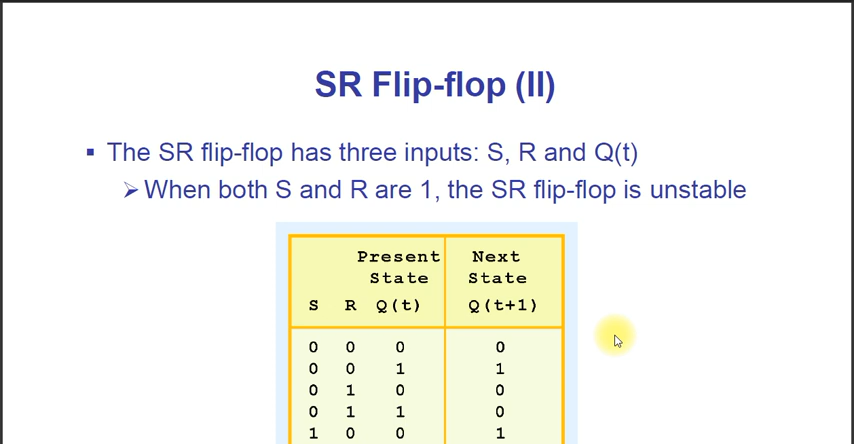 SR Flip-flop (II)
▪ The SR flip-flop has three inputs: S, R and Q(t)
➢ When both S and R are 1, the SR flip-flop is unstable
Present Next
State State
S R Q(t) Q(t+1)
0 0 0 0
0 0 1 1
0 1 0 0
0 1 1 0
1 0 0 1